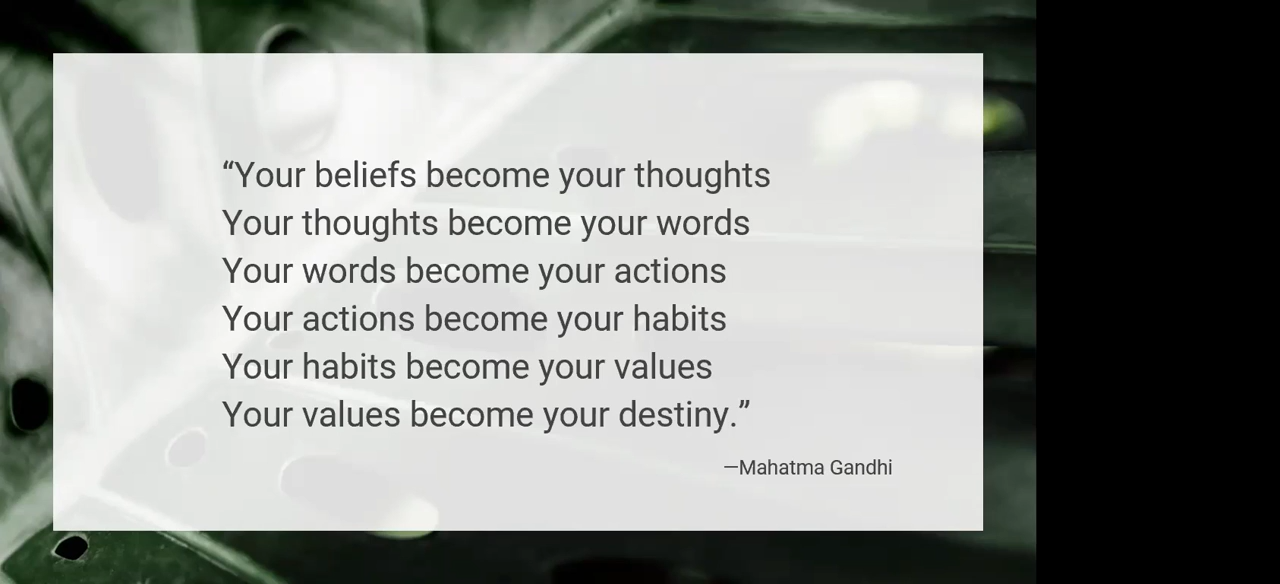 “Your beliefs become your thoughts
Your thoughts become your words
Your words become your actions
Your actions become your habits
Your habits become your values
Your values become your destiny.”
—Mahatma Gandhi